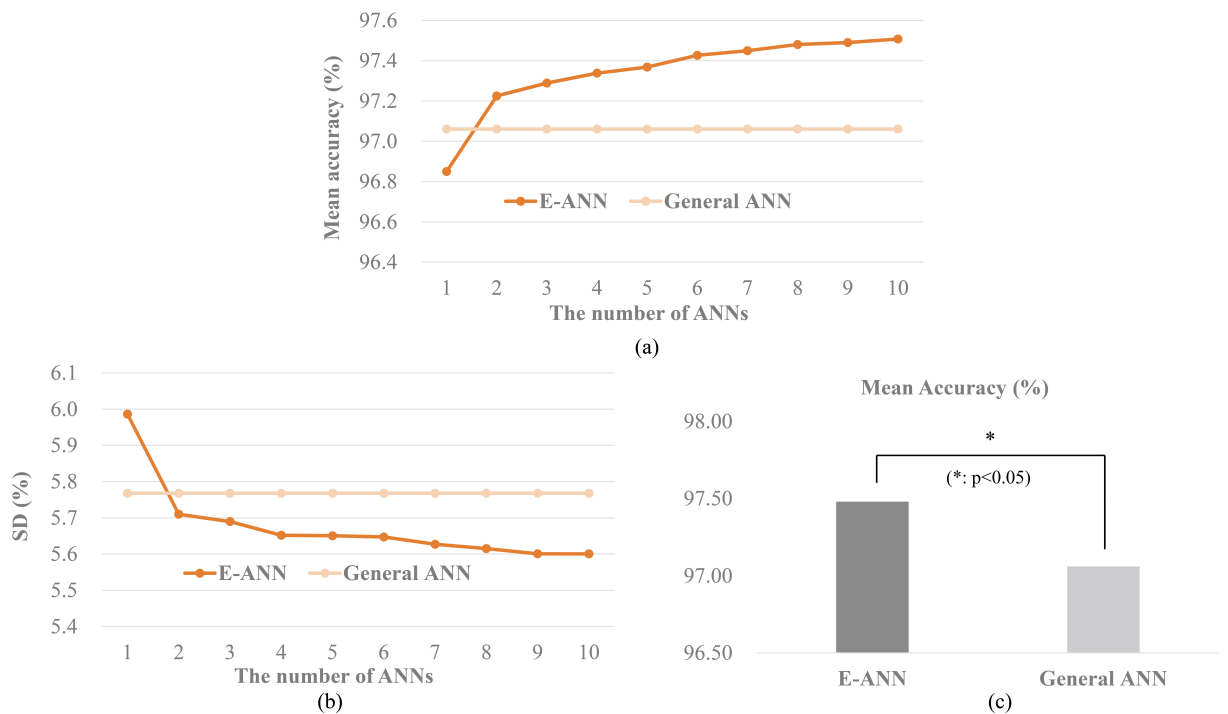 97.6
97.4
97.2
97.0
96.8
96.6
96.4
Mean accuracy (%)
E-ANN
General ANN
1 2 3 4 5 6 7 8 9 10
The number of ANNs
(a)
6.1
6.0
5.9
5.8
5.7
5.6
5.5
5.4
SD (%)
E-ANN
General ANN
1 2 3 4 5 6 7 8 9 10
The number of ANNs
(b)
Mean Accuracy (%)
98.00
97.50
97.00
96.50
*
(*: p<0.05)
E-ANN
General ANN
(c)